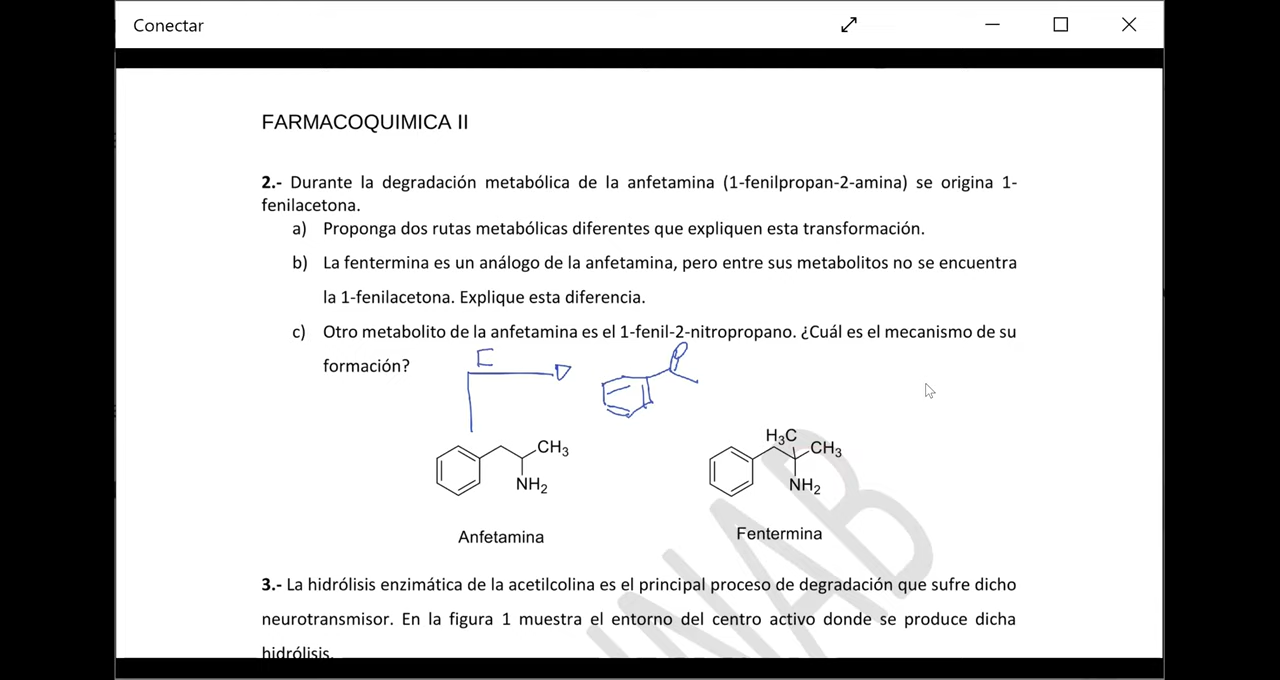 Conectar
FARMACOQUIMICA II
2.- Durante la degradación metabólica de la anfetamina (1-fenilpropan-2-amina) se origina 1-
fenilacetona.
a) Proponga dos rutas metabólicas diferentes que expliquen esta transformación.
b) La fentermina es un análogo de la anfetamina, pero entre sus metabolitos no se encuentra
la 1-fenilacetona. Explique esta diferencia.
c) Otro metabolito de la anfetamina es el 1-fenil-2-nitropropano. ¿Cuál es el mecanismo de su
formación?
E
O
CH3
NH2
H3C
CH3
NH2
Anfetamina
Fentermina
UNAB
3.- La hidrólisis enzimática de la acetilcolina es el principal proceso de degradación que sufre dicho
neurotransmisor. En la figura 1 muestra el entorno del centro activo donde se produce dicha
hidrólisis.